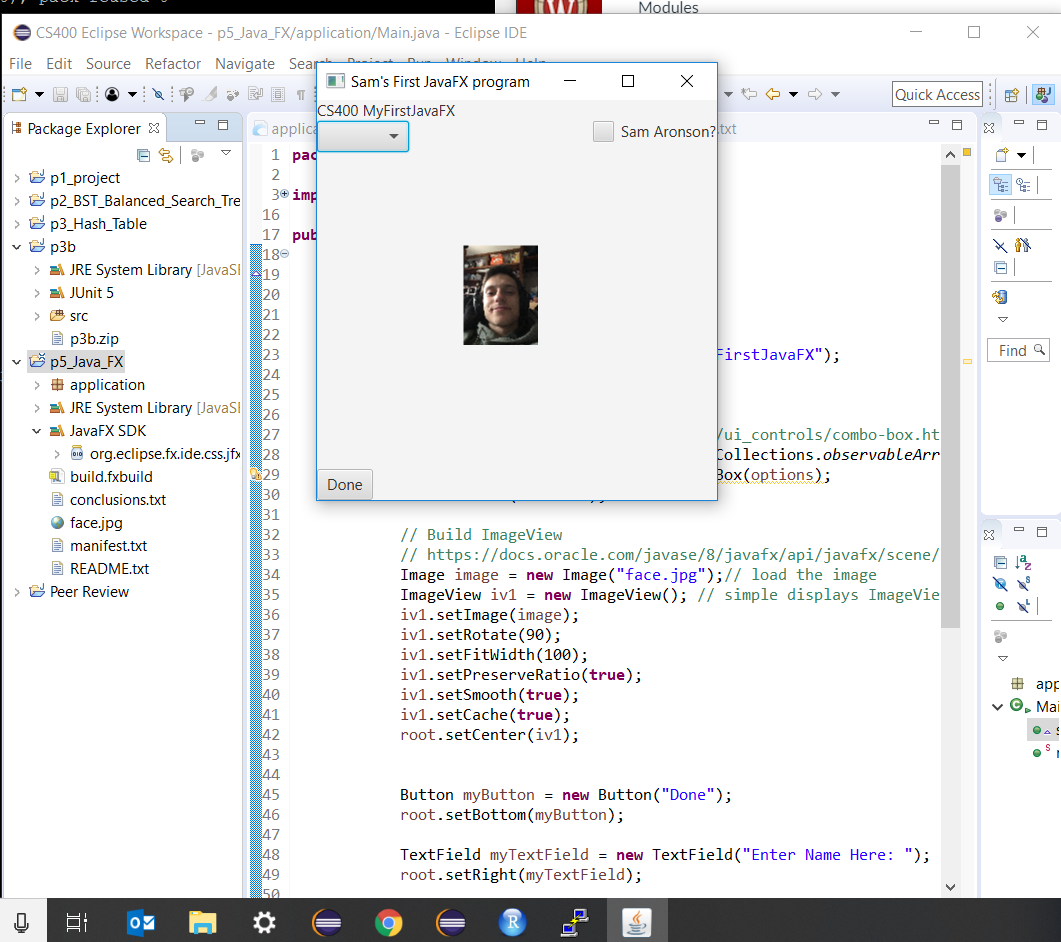 Modules
CS400 Eclipse Workspace - p5_Java_FX/application/Main.java - Eclipse IDE
File Edit Source Refactor Navigate
Sam's First JavaFX program
Quick Access
CS400 MyFirstJavaFX
Sam Aronson?
Done
Package Explorer
p1_project
p2_BST_Balanced_Search_Tre
p3_Hash_Table
p3b
JRE System Library [JavaSE
JUnit 5
src
p3b.zip
p5_Java_FX
application
JRE System Library [JavaSE
JavaFX SDK
org.eclipse.fx.ide.css.jfx
build.fxbuild
conclusions.txt
face.jpg
manifest.txt
README.txt
Peer Review
applica
.txt
1 pac
2
3 imp
16
17 pub
18
19
20
21
22
23 FirstJavaFX");
24
25
26
27 /ui_controls/combo-box.ht
28 Collections.observableArr
29 Box(options);
30
31
32 // Build ImageView
33 // https://docs.oracle.com/javase/8/javafx/api/javafx/scene/
34 Image image = new Image("face.jpg");// load the image
35 ImageView iv1 = new ImageView(); // simple displays ImageVie
36 iv1.setImage(image);
37 iv1.setRotate(90);
38 iv1.setFitWidth(100);
39 iv1.setPreserveRatio(true);
40 iv1.setSmooth(true);
41 iv1.setCache(true);
42 root.setCenter(iv1);
43
44
45 Button myButton = new Button("Done");
46 root.setBottom(myButton);
47
48 TextField myTextField = new TextField("Enter Name Here: ");
49 root.setRight(myTextField);
50
Find
app
Mai